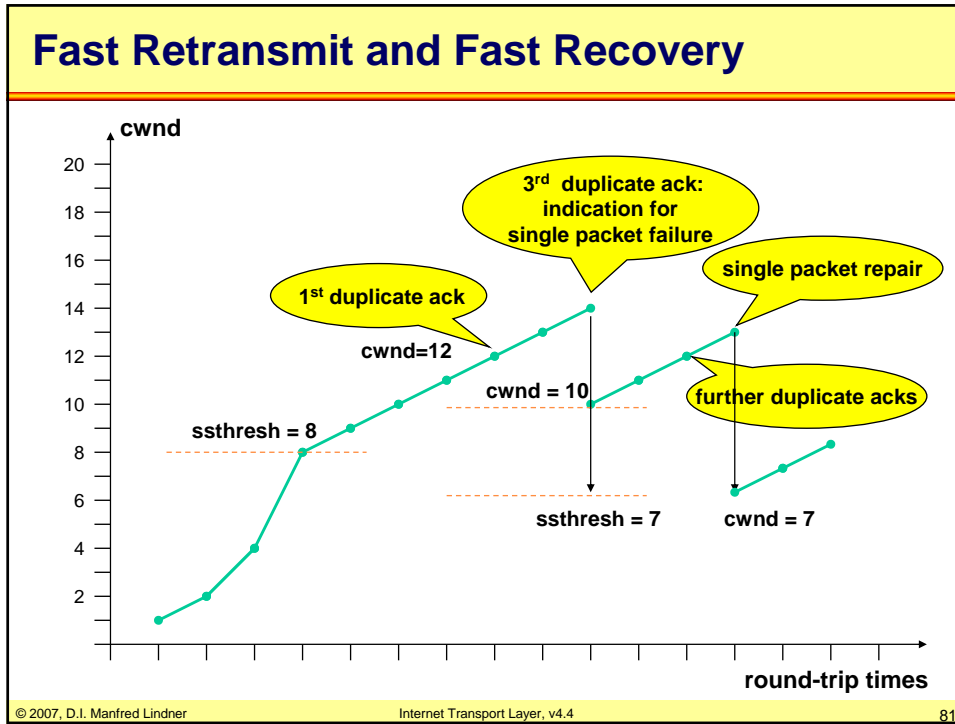 Fast Retransmit and Fast Recovery
cwnd
20
18
16
14
12
10
8
6
4
2
3rd duplicate ack:
indication for
single packet failure
single packet repair
1st duplicate ack
cwnd=12
cwnd = 10
further duplicate acks
ssthresh = 8
ssthresh = 7
cwnd = 7
round-trip times
© 2007, D.I. Manfred Lindner
Internet Transport Layer, v4.4
81